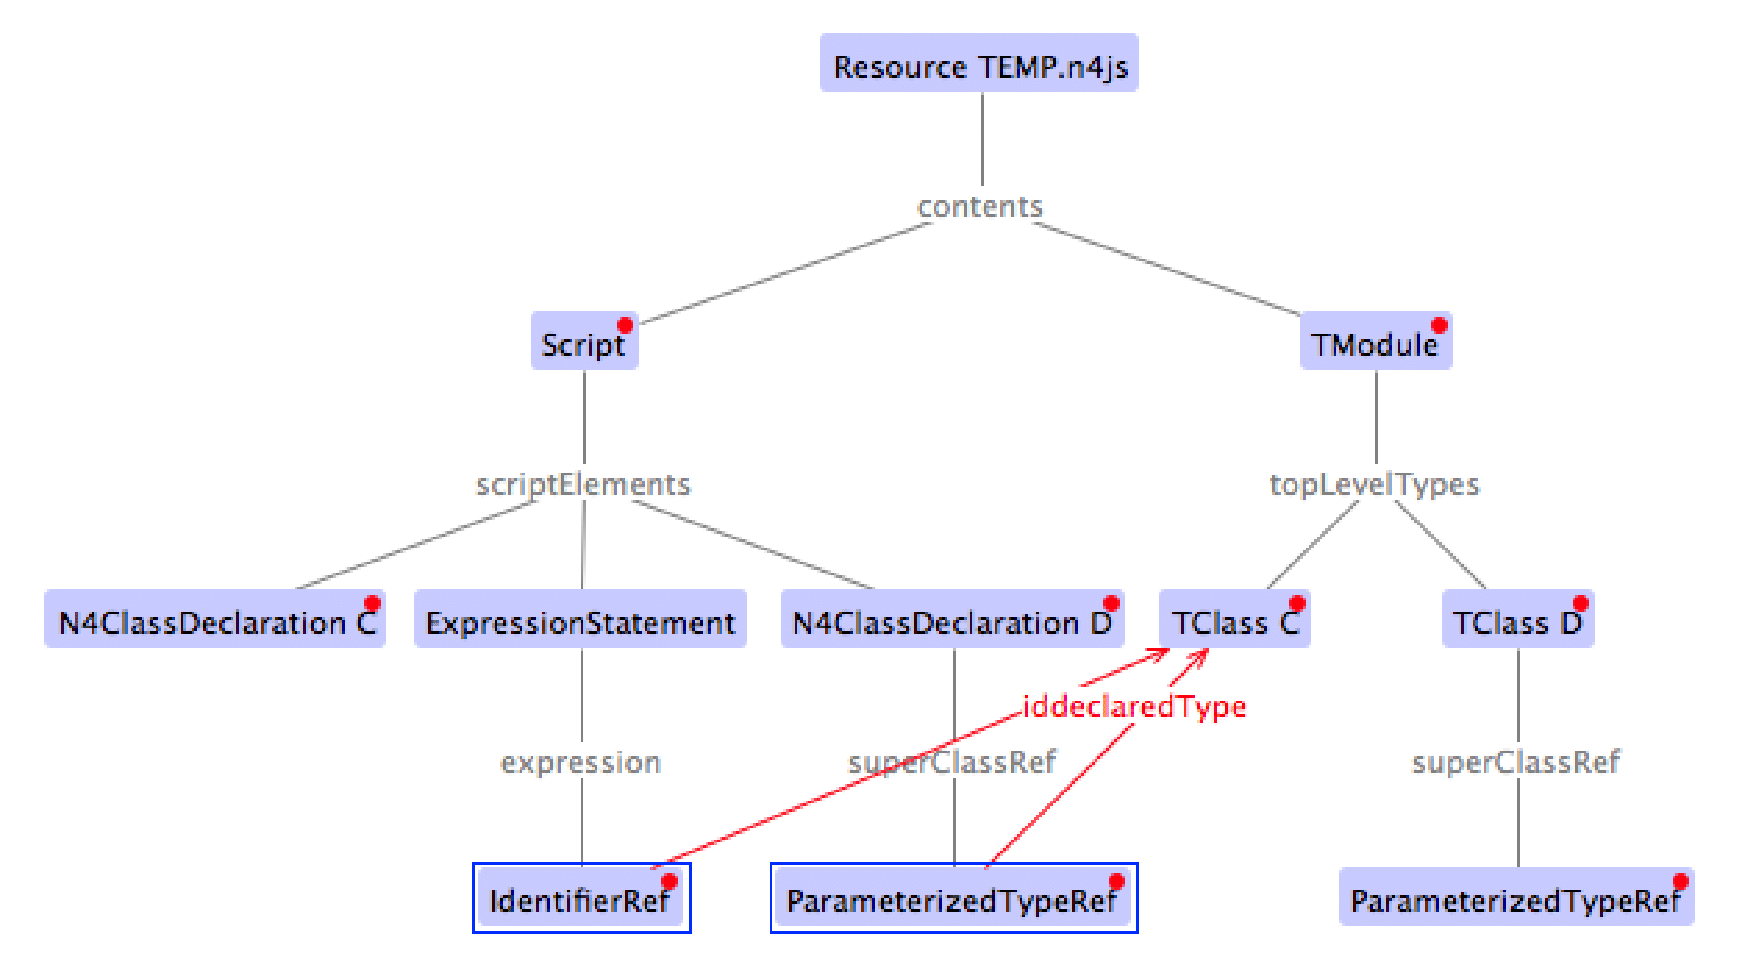 Resource TEMP.n4js
contents
Script
TModule
scriptElements
topLevelTypes
N4ClassDeclaration C
ExpressionStatement
N4ClassDeclaration D
TClass C
TClass D
iddeclaredType
expression
superClassRef
superClassRef
IdentifierRef
ParameterizedTypeRef
ParameterizedTypeRef